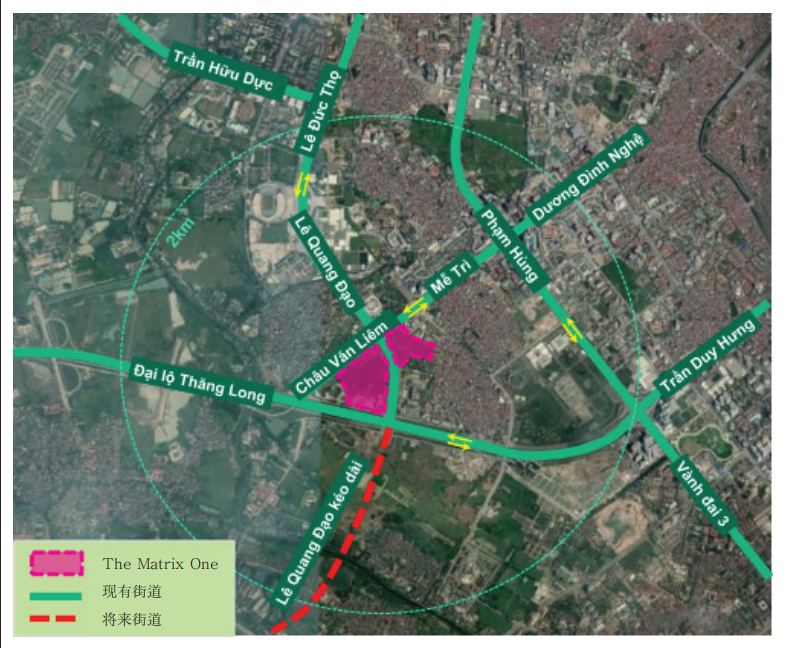 Trần Hữu Dực
Lê Đức Thọ
Dương Đình Nghệ
2km
Lê Quang Đạo
Phạm Hùng
Mễ Trì
Châu Văn Liêm
Trần Duy Hưng
Đại lộ Thăng Long
Vành đai 3
Lê Quang Đạo kéo dài
The Matrix One
现有街道
将来街道